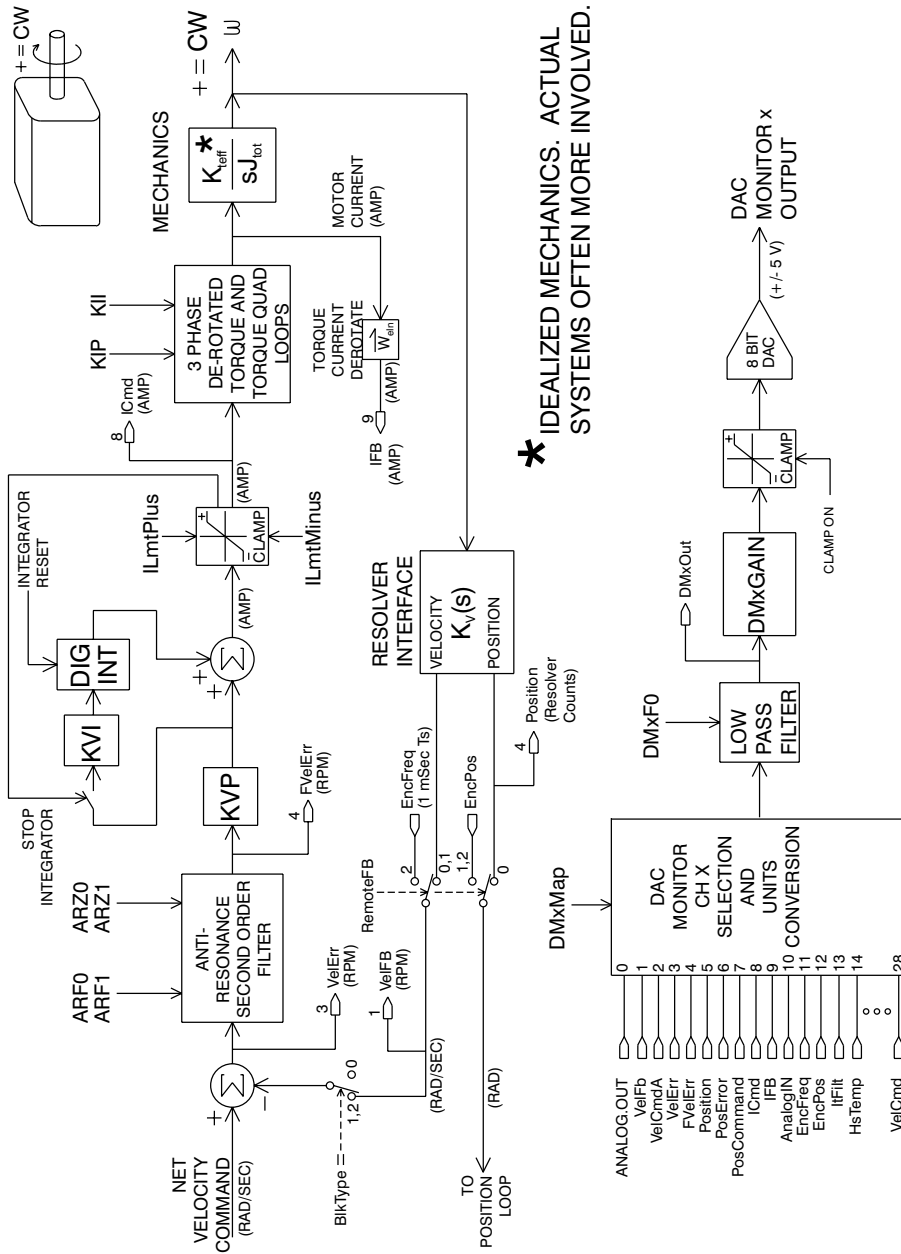 + = CW
MECHANICS
+ = CW
ω
K teff *
sJ tot
KIP
KII
3 PHASE
DE-ROTATED
TORQUE AND
TORQUE QUAD
LOOPS
MOTOR
CURRENT
(AMP)
TORQUE
CURRENT
DEROTATE
W eln
(AMP)
9
IFB
(AMP)
8
ICmd
(AMP)
(AMP)
ILmtPlus
+
−
CLAMP
ILmtMinus
(AMP)
INTEGRATOR
RESET
DIG
INT
KVI
+
+
Σ
STOP
INTEGRATOR
KVP
4
FVelErr
(RPM)
ARZ0
ARZ1
ARF0
ARF1
ANTI-
RESONANCE
SECOND ORDER
FILTER
3
VelErr
(RPM)
+
−
Σ
NET
VELOCITY
COMMAND
(RAD/SEC)
BlkType =
0
1,2
1
VelFB
(RPM)
(RAD/SEC)
(RAD)
TO
POSITION
LOOP
RemoteFB
2
0,1
EncFreq
(1 mSec Ts)
1,2
0
EncPos
4
Position
(Resolver
Counts)
RESOLVER
INTERFACE
VELOCITY
Kv(s)
POSITION
* IDEALIZED MECHANICS. ACTUAL
SYSTEMS OFTEN MORE INVOLVED.
DMxMap
ANALOG.OUT 0
VelFb 1
VelCmdA 2
VelErr 3
FVelErr 4
Position 5
PosError 6
PosCommand 7
ICmd 8
IFB 9
AnalogIN 10
EncFreq 11
EncPos 12
ItFilt 13
HsTemp 14
VelCmd 28
DAC
MONITOR
CH X
SELECTION
AND
UNITS
CONVERSION
DMxF0
LOW
PASS
FILTER
DMxOut
DMxGAIN
+
−
CLAMP
CLAMP ON
8 BIT
DAC
(+ /- 5 V)
DAC
MONITOR x
OUTPUT